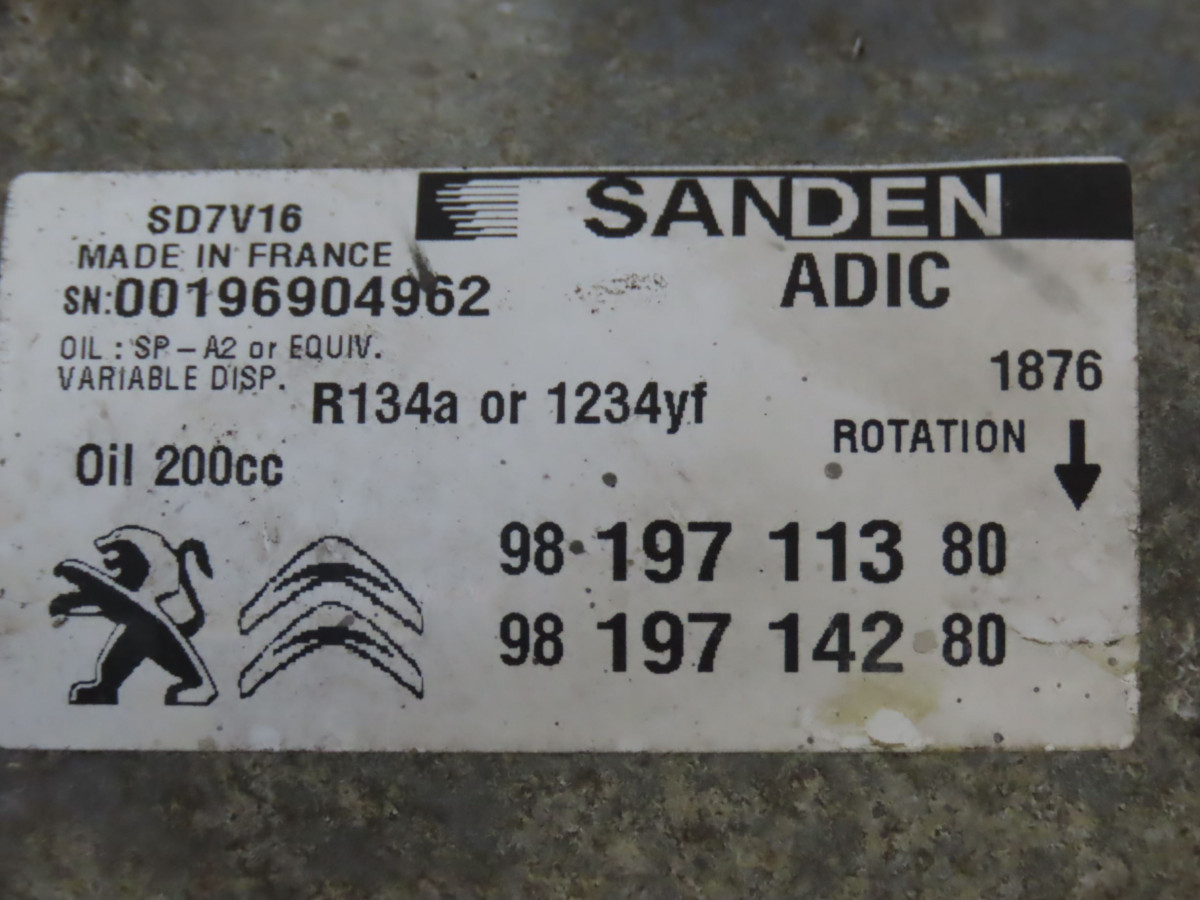 SANDEN
SD7V16
MADE IN FRANCE
SN:00196904962
ADIC
OIL : SP-A2 or EQUIV.
VARIABLE DISP.
1876
R134a or 1234yf
ROTATION
Oil 200cc
98 197 113 80
98 197 142 80